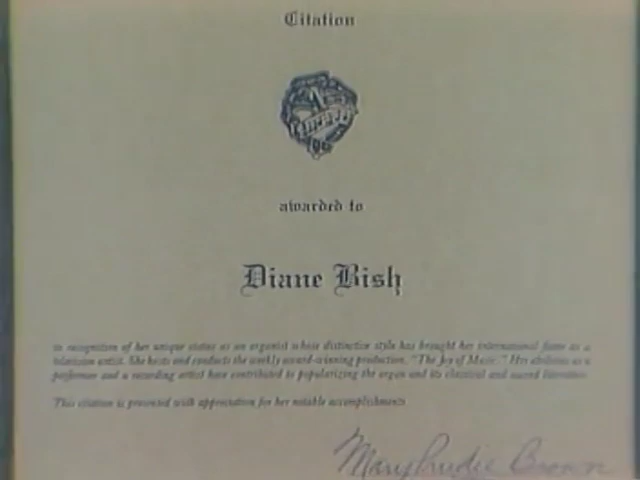 Citation
awarded to
Diane Bish
in recognition of her unique status as an organist whose distinctive style has brought her international fame as a
television artist. She hosts and conducts the weekly award-winning production, "The Joy of Music." Her abilities as a
performer and a recording artist have contributed to popularizing the organ and its classical and sacred literature.
This citation is presented with appreciation for her notable accomplishments
Mary Prudie Brown